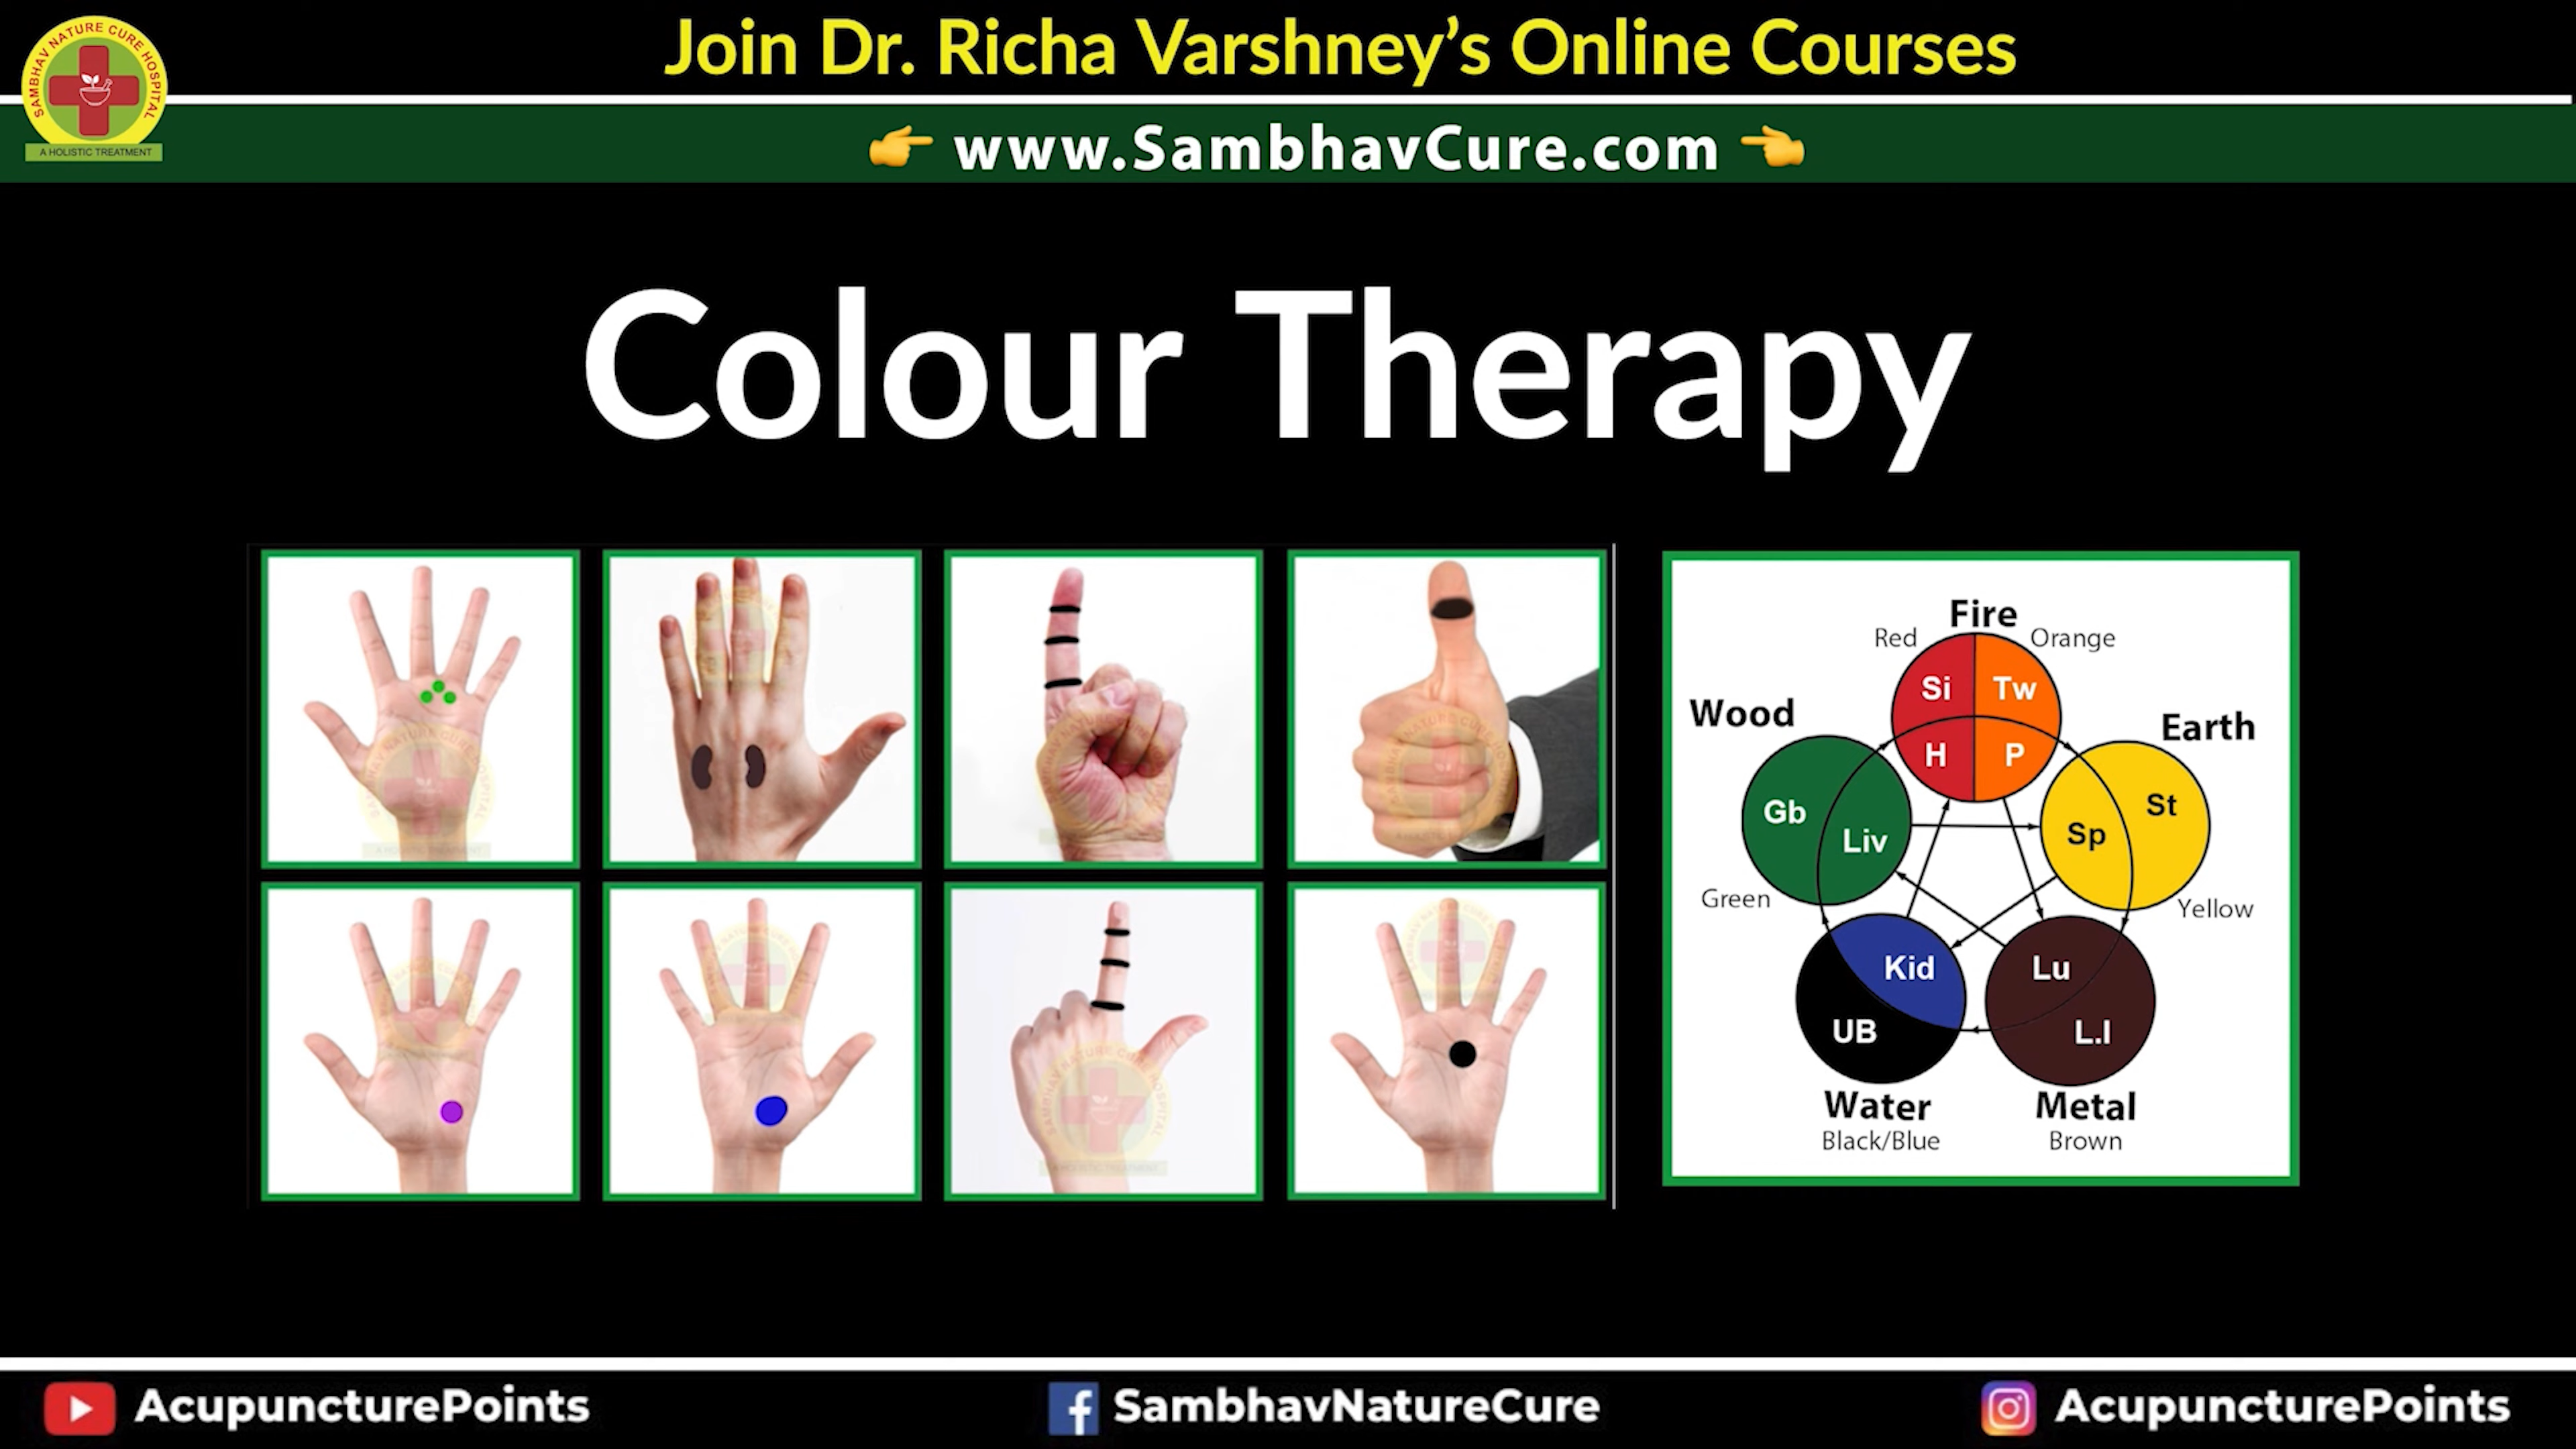 Join Dr. Richa Varshney's Online Courses
SAMBHAV NATURE CURE HOSPITAL
A HOLISTIC TREATMENT
www.SambhavCure.com
Colour Therapy
Fire
Red
Orange
Si
Tw
H
P
Wood
Earth
Gb
Liv
St
Sp
Green
Yellow
Kid
Lu
UB
L.I
Water
Metal
Black/Blue
Brown
AcupuncturePoints
SambhavNatureCure
AcupuncturePoints